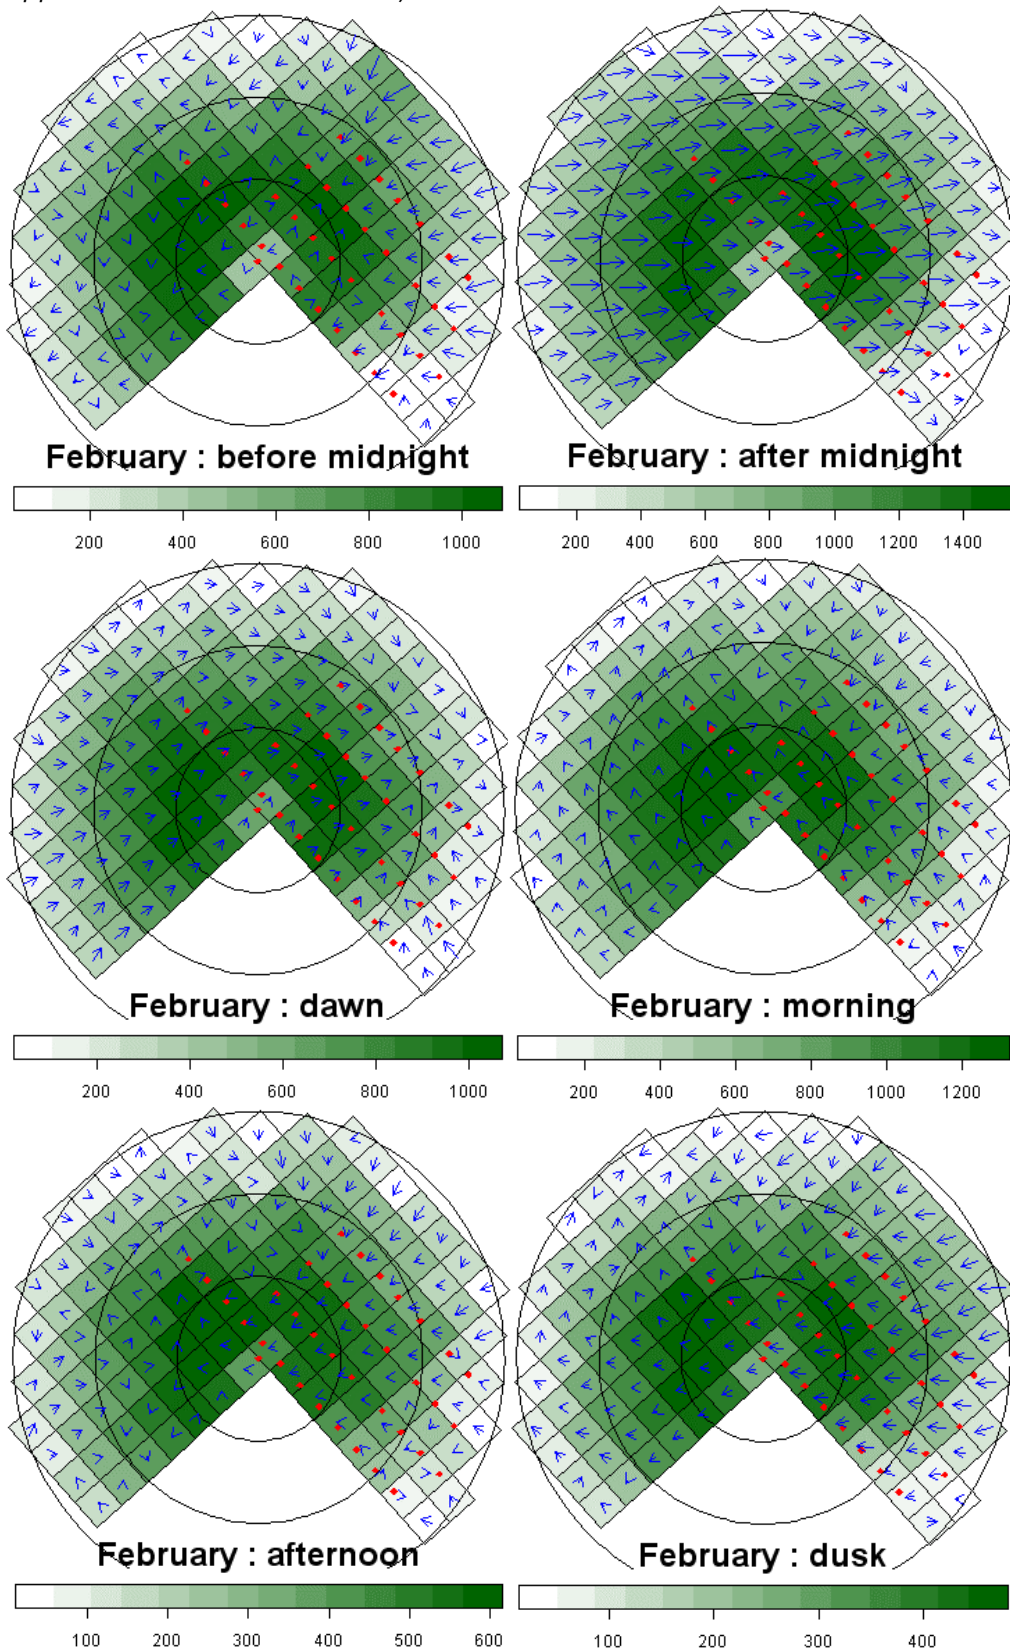 February : before midnight
February : after midnight
200 400 600 800 1000
200 400 600 800 1000 1200 1400
February : dawn
February : morning
200 400 600 800 1000
200 400 600 800 1000 1200
February : afternoon
February : dusk
100 200 300 400 500 600
100 200 300 400